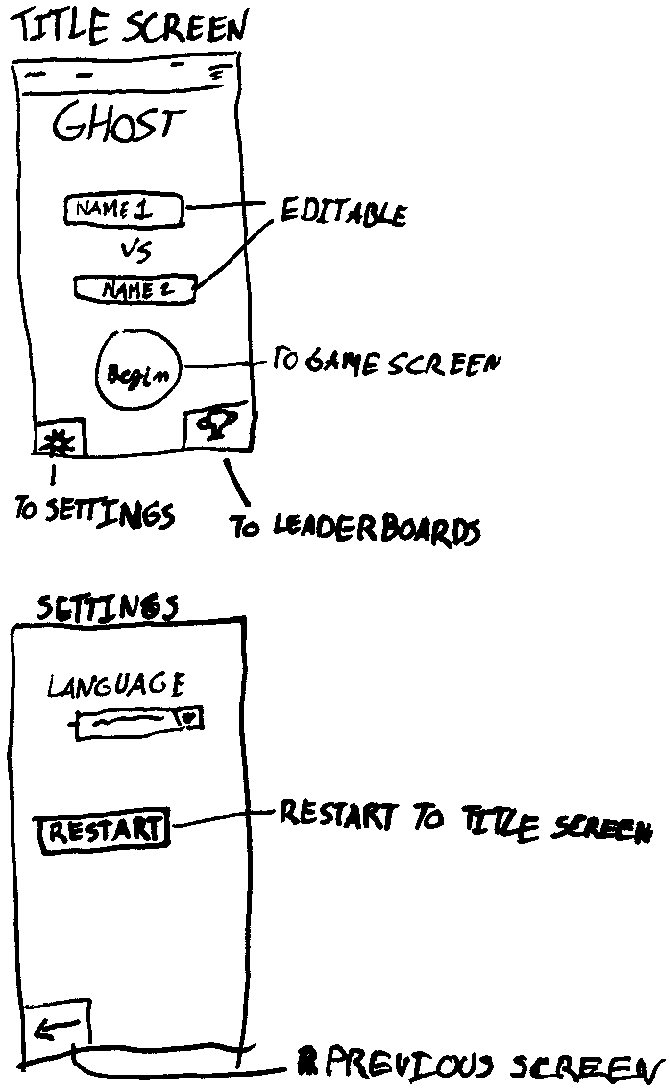 TITLE SCREEN
GHOST
NAME 1
EDITABLE
VS
NAME 2
Begin
TO GAME SCREEN
TO SETTINGS
TO LEADERBOARDS
SETTINGS
LANGUAGE
RESTART
RESTART TO TITLE SCREEN
PREVIOUS SCREEN